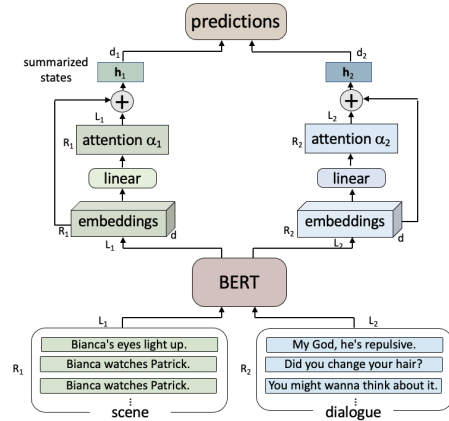 predictions
d₁
d₂
summarized
states
h₁
h₂
+
+
L₁
L₂
R₁
attention α₁
R₂
attention α₂
linear
linear
R₁
embeddings
d
R₂
embeddings
d
L₁
L₂
BERT
L₁
L₂
R₁
Bianca's eyes light up.
Bianca watches Patrick.
Bianca watches Patrick.
⋮
scene
R₂
My God, he's repulsive.
Did you change your hair?
You might wanna think about it.
⋮
dialogue